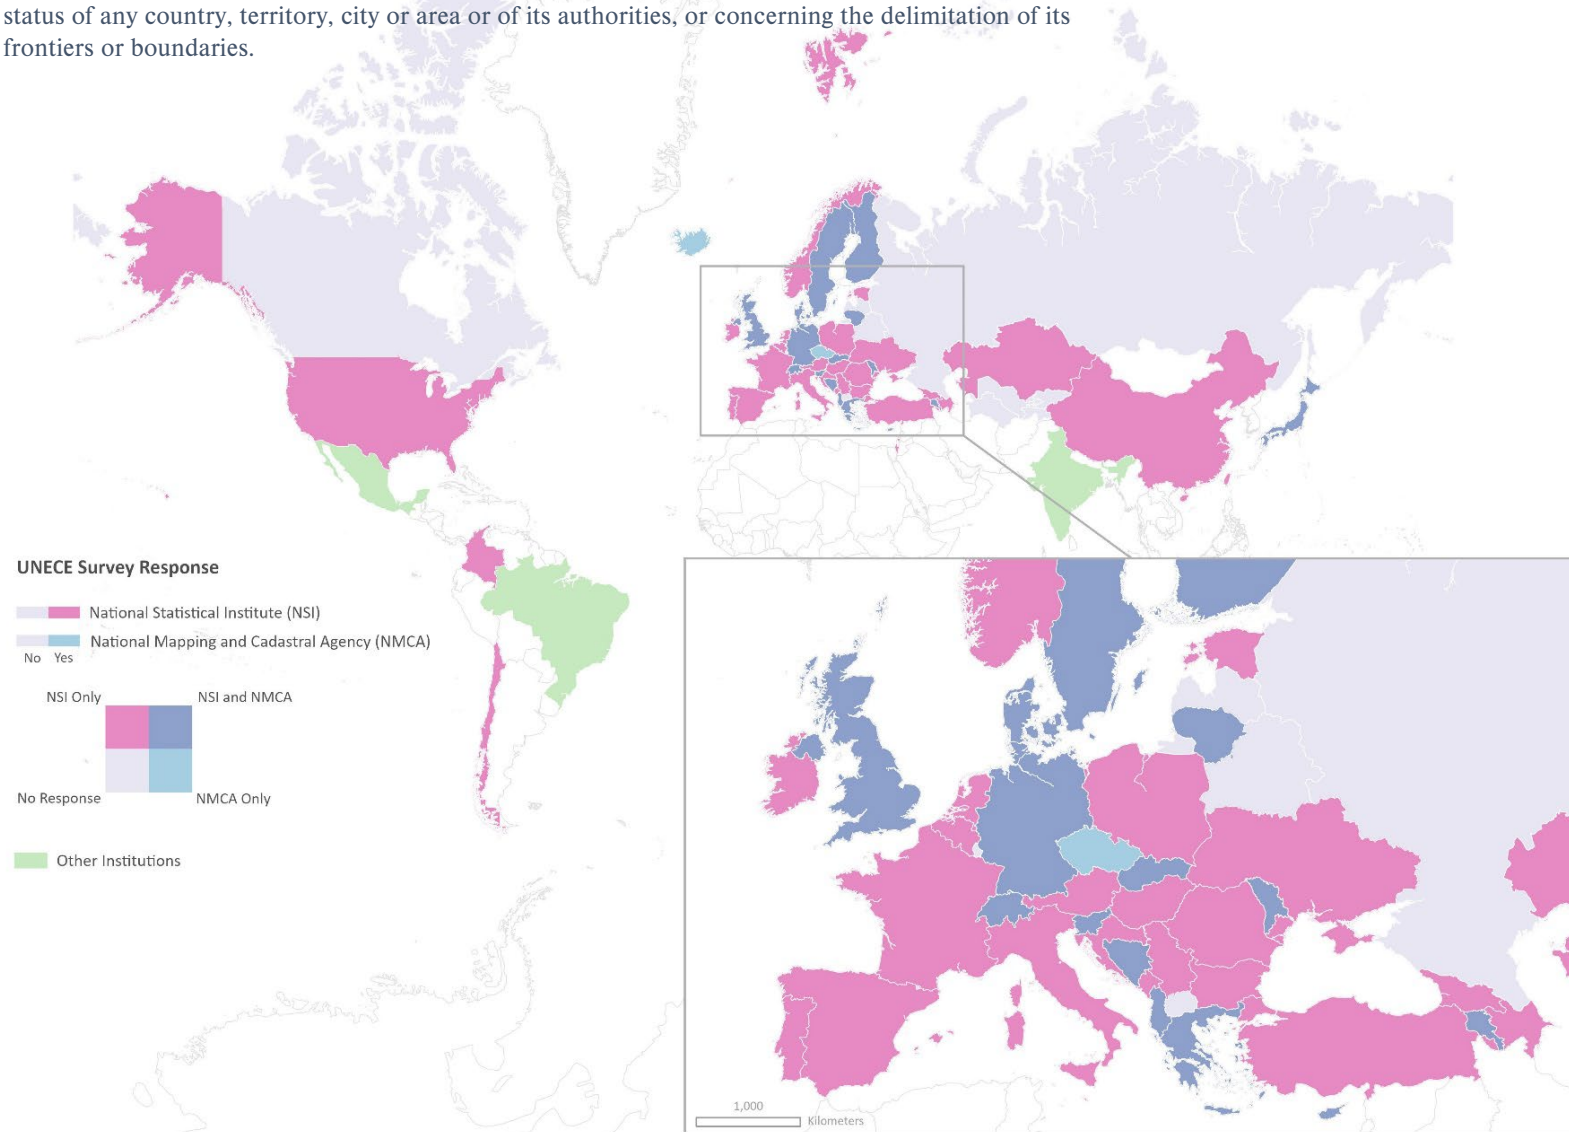 status of any country, territory, city or area or of its authorities, or concerning the delimitation of its
frontiers or boundaries.
UNECE Survey Response
National Statistical Institute (NSI)
National Mapping and Cadastral Agency (NMCA)
No Yes
NSI Only NSI and NMCA
No Response NMCA Only
Other Institutions
1,000
Kilometers